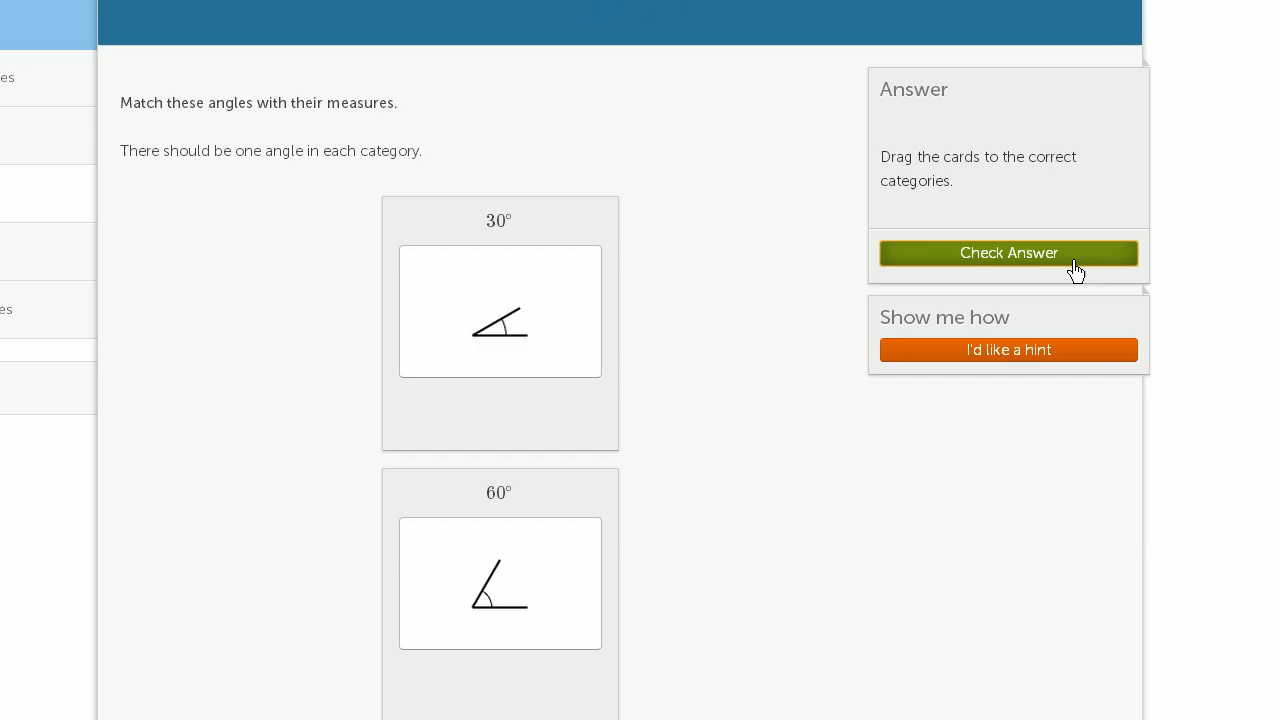 es
es
Match these angles with their measures.
There should be one angle in each category.
30°
60°
Answer
Drag the cards to the correct
categories.
Check Answer
Show me how
I'd like a hint